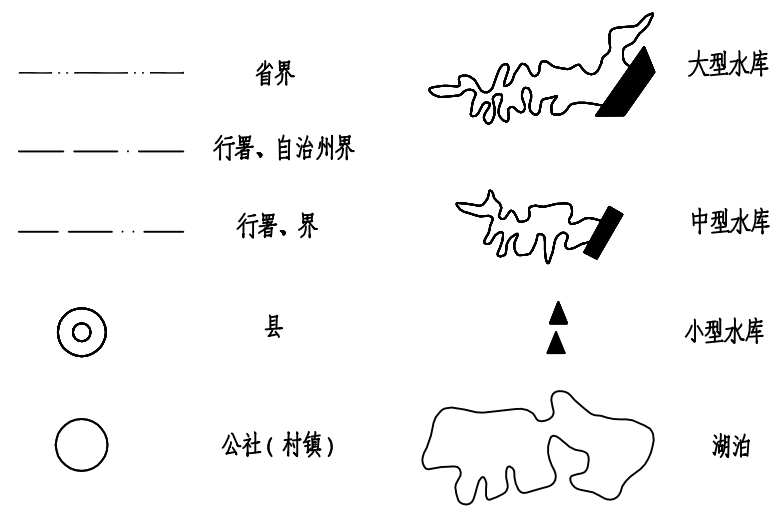 省界
大型水库
行署、自治州界
行署、界
中型水库
县
小型水库
公社(村镇)
湖泊